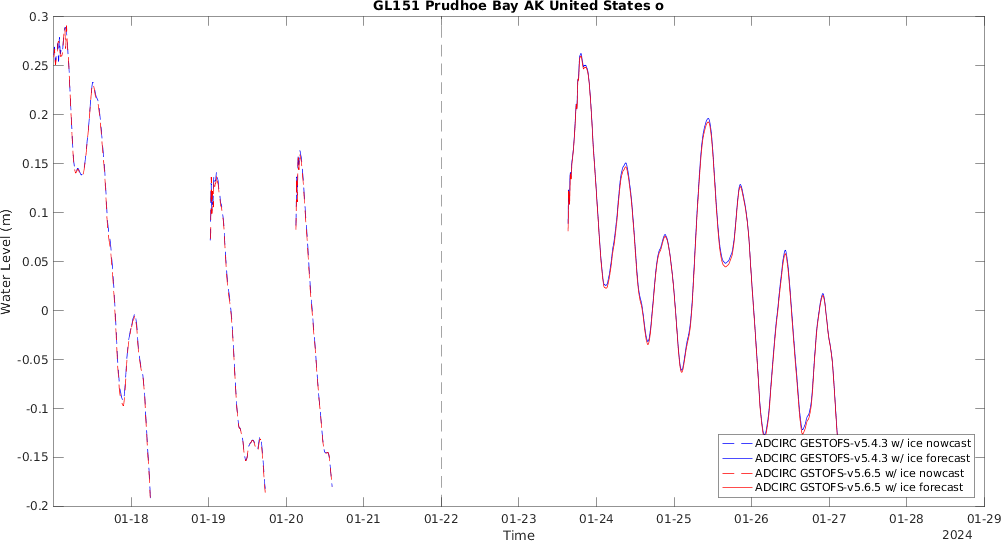 GL151 Prudhoe Bay AK United States o
0.3
0.25
0.2
0.15
0.1
0.05
0
-0.05
-0.1
-0.15
-0.2
Water Level (m)
ADCIRC GESTOFS-v5.4.3 w/ ice nowcast
ADCIRC GESTOFS-v5.4.3 w/ ice forecast
ADCIRC GSTOFS-v5.6.5 w/ ice nowcast
ADCIRC GSTOFS-v5.6.5 w/ ice forecast
01-18 01-19 01-20 01-21 01-22 01-23 01-24 01-25 01-26 01-27 01-28 01-29
Time
2024